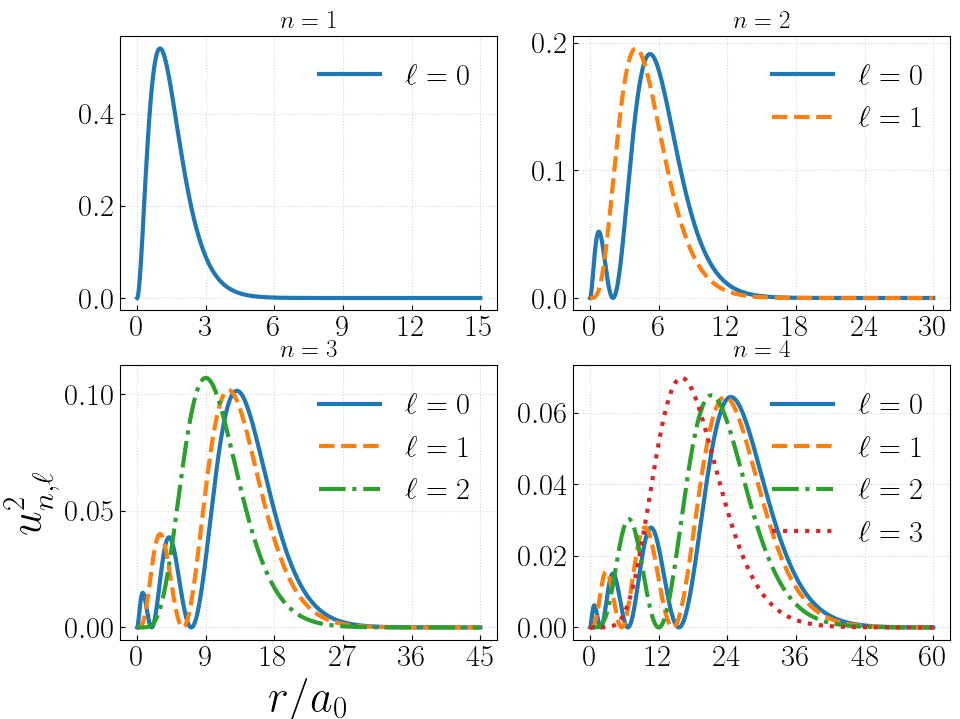 n = 1
n = 2
0.4
0.2
0.0
0 3 6 9 12 15
ℓ = 0
0.2
0.1
0.0
0 6 12 18 24 30
ℓ = 0
ℓ = 1
n = 3
n = 4
0.10
0.05
0.00
0 9 18 27 36 45
ℓ = 0
ℓ = 1
ℓ = 2
0.06
0.04
0.02
0.00
0 12 24 36 48 60
ℓ = 0
ℓ = 1
ℓ = 2
ℓ = 3
u²ₙ,ℓ
r/a₀